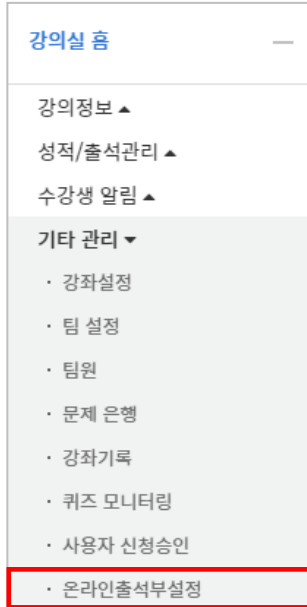 강의실 홈
강의정보 ▲
성적/출석관리 ▲
수강생 알림 ▲
기타 관리 ▼
· 강좌설정
· 팀 설정
· 팀원
· 문제 은행
· 강좌기록
· 퀴즈 모니터링
· 사용자 신청승인
· 온라인출석부설정